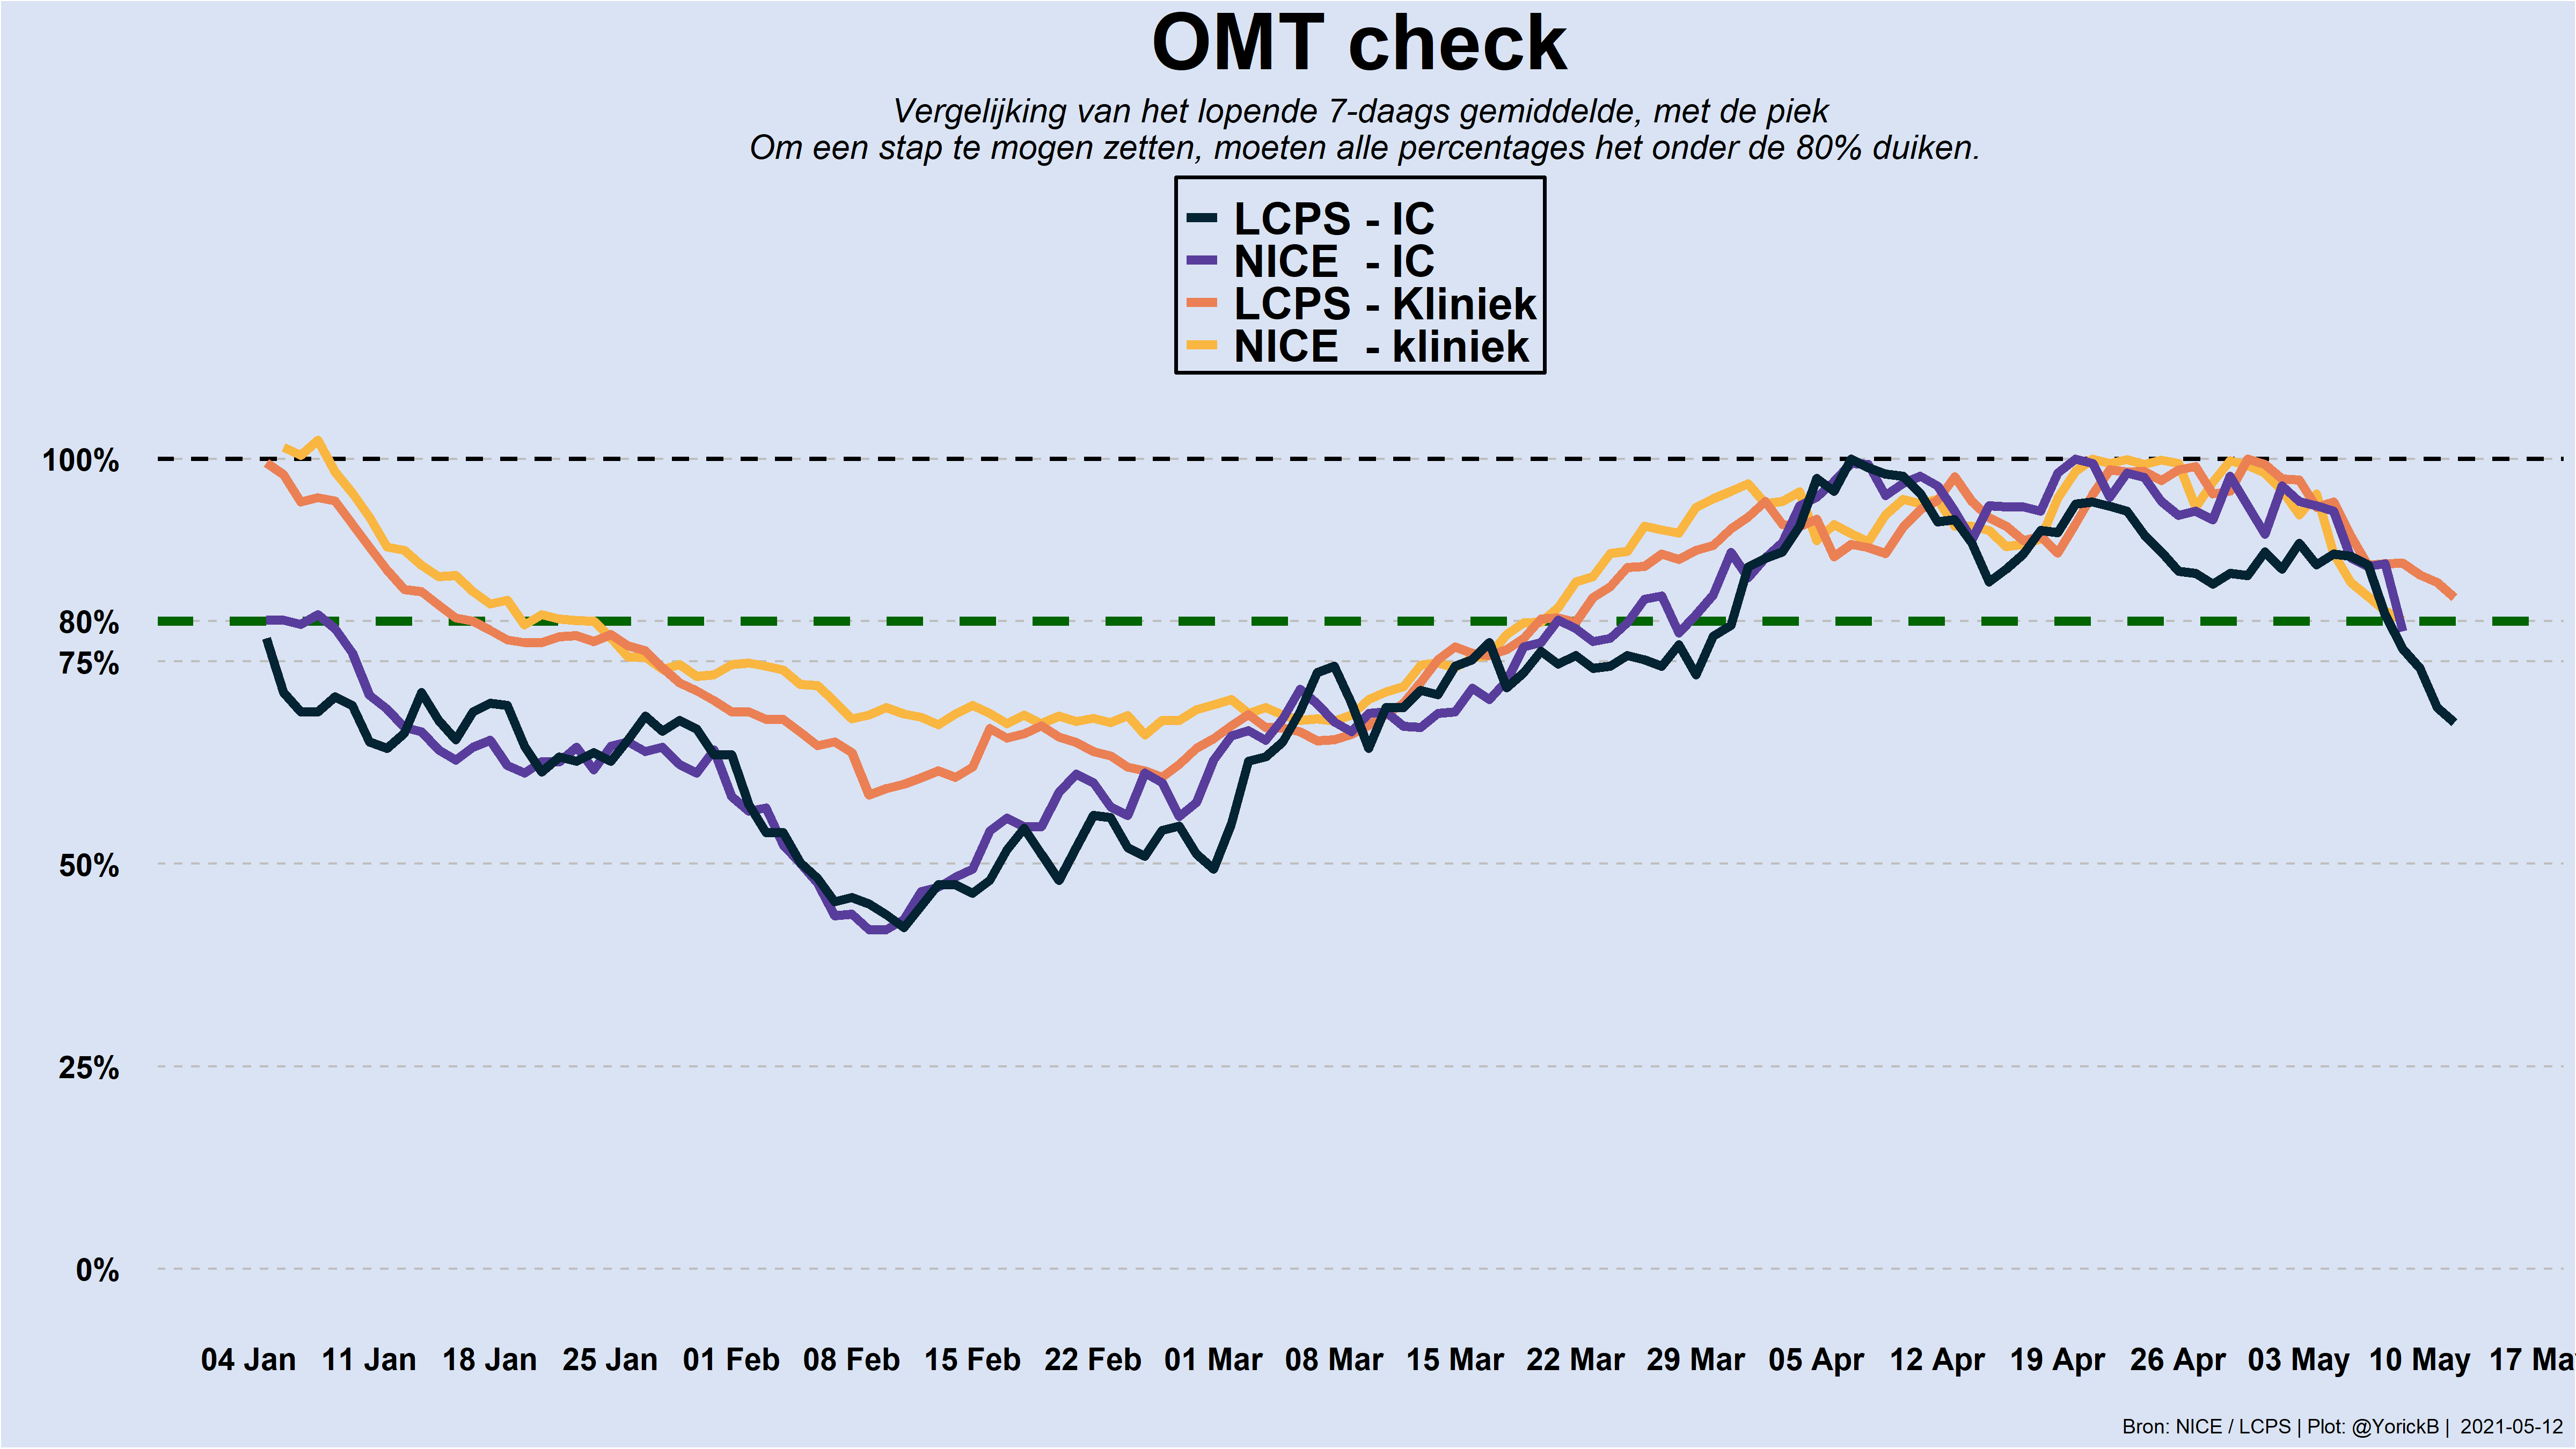 OMT check
Vergelijking van het lopende 7-daags gemiddelde, met de piek
Om een stap te mogen zetten, moeten alle percentages het onder de 80% duiken.
LCPS - IC
NICE - IC
LCPS - Kliniek
NICE - kliniek
100%
80%
75%
50%
25%
0%
04 Jan 11 Jan 18 Jan 25 Jan 01 Feb 08 Feb 15 Feb 22 Feb 01 Mar 08 Mar 15 Mar 22 Mar 29 Mar 05 Apr 12 Apr 19 Apr 26 Apr 03 May 10 May 17 Ma
Bron: NICE / LCPS | Plot: @YorickB | 2021-05-12